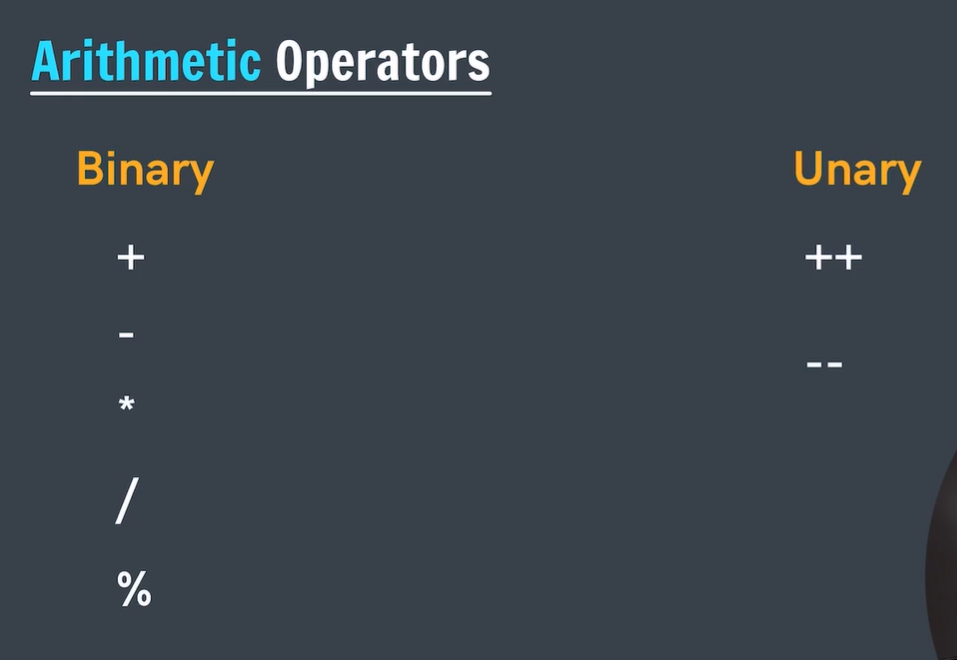 Arithmetic Operators
Binary
Unary
+
++
-
--
*
/
%